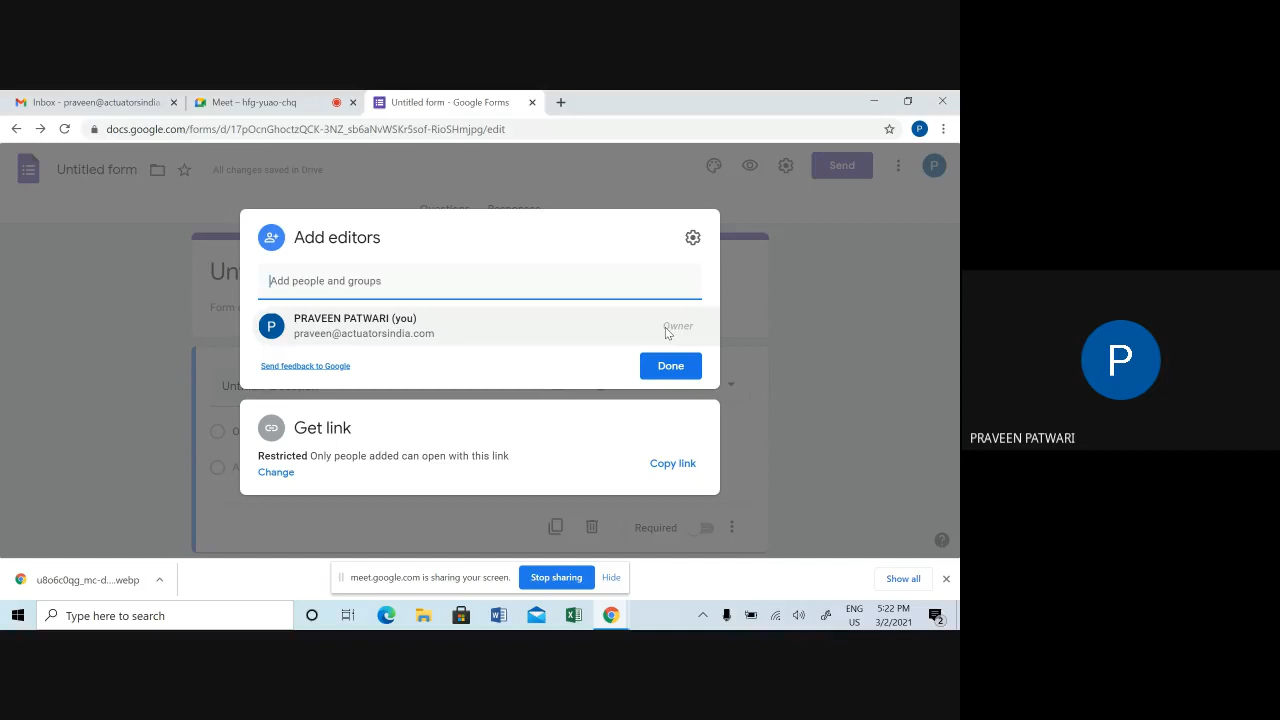 Inbox - praveen@actuatorsindia
Meet – hfg-yuao-chq
Untitled form - Google Forms
docs.google.com/forms/d/17pOcnGhoctzQCK-3NZ_sb6aNvWSKr5sof-RioSHmjpg/edit
P
Untitled form
All changes saved in Drive
Send
P
Questions
Responses
Add editors
Add people and groups
P
PRAVEEN PATWARI (you)
praveen@actuatorsindia.com
Owner
Send feedback to Google
Done
Get link
Restricted Only people added can open with this link
Change
Copy link
Required
P
PRAVEEN PATWARI
u8o6c0qg_mc-d....webp
meet.google.com is sharing your screen.
Stop sharing
Hide
Show all
Type here to search
ENG
US
5:22 PM
3/2/2021
2